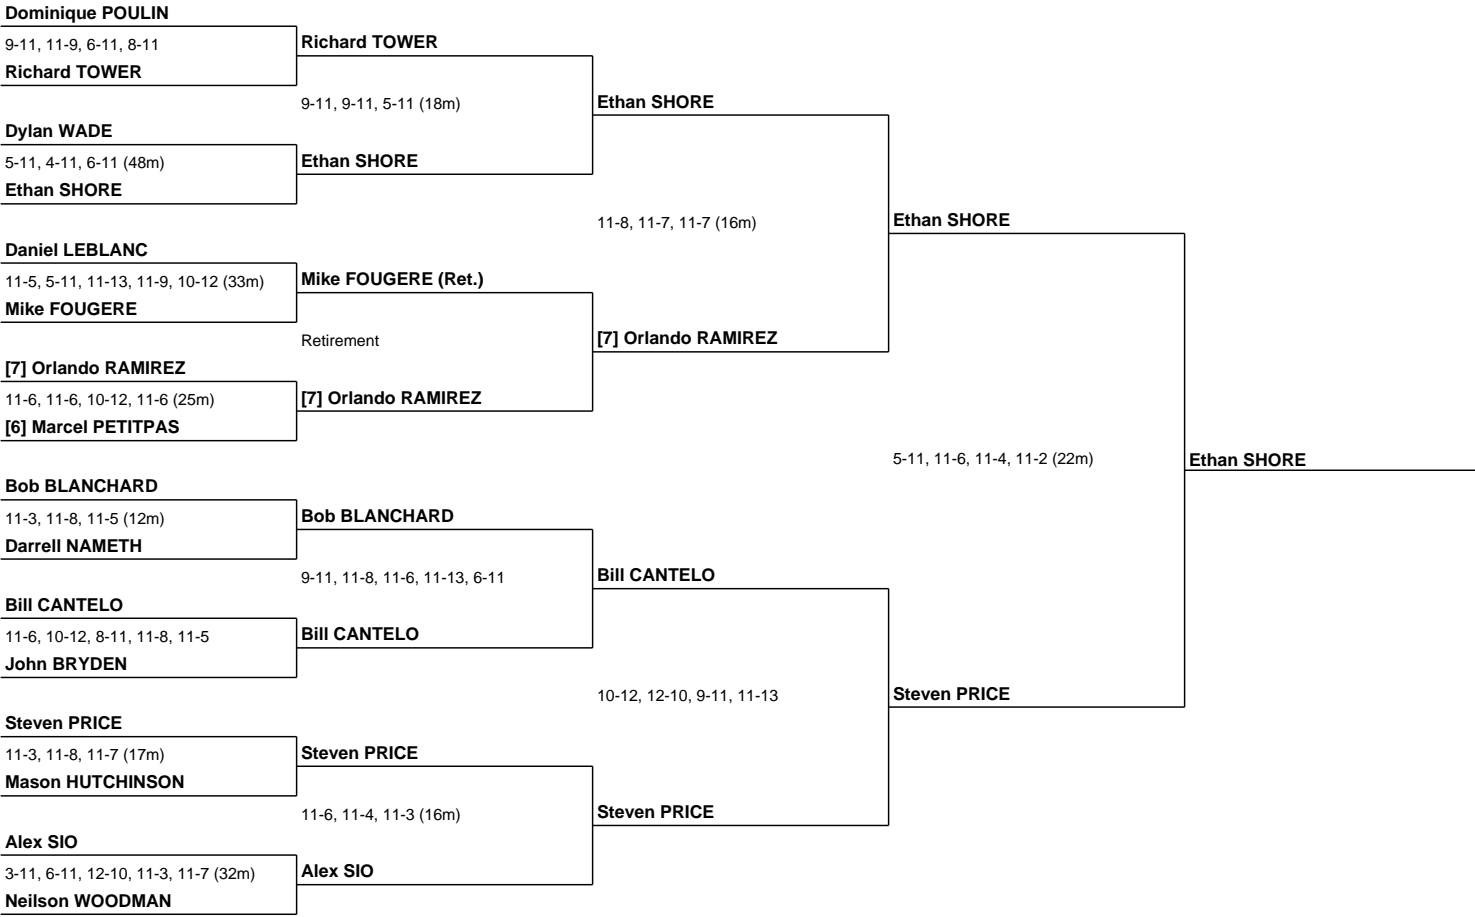 Dominique POULIN
9-11, 11-9, 6-11, 8-11
Richard TOWER
Dylan WADE
5-11, 4-11, 6-11 (48m)
Ethan SHORE
Daniel LEBLANC
11-5, 5-11, 11-13, 11-9, 10-12 (33m)
Mike FOUGERE
[7] Orlando RAMIREZ
11-6, 11-6, 10-12, 11-6 (25m)
[6] Marcel PETITPAS
Bob BLANCHARD
11-3, 11-8, 11-5 (12m)
Darrell NAMETH
Bill CANTELO
11-6, 10-12, 8-11, 11-8, 11-5
John BRYDEN
Steven PRICE
11-3, 11-8, 11-7 (17m)
Mason HUTCHINSON
Alex SIO
3-11, 6-11, 12-10, 11-3, 11-7 (32m)
Neilson WOODMAN
Richard TOWER
9-11, 9-11, 5-11 (18m)
Ethan SHORE
Mike FOUGERE (Ret.)
Retirement
[7] Orlando RAMIREZ
Bob BLANCHARD
9-11, 11-8, 11-6, 11-13, 6-11
Bill CANTELO
Steven PRICE
11-6, 11-4, 11-3 (16m)
Alex SIO
Ethan SHORE
11-8, 11-7, 11-7 (16m)
[7] Orlando RAMIREZ
Bill CANTELO
10-12, 12-10, 9-11, 11-13
Steven PRICE
Ethan SHORE
5-11, 11-6, 11-4, 11-2 (22m)
Steven PRICE
Ethan SHORE